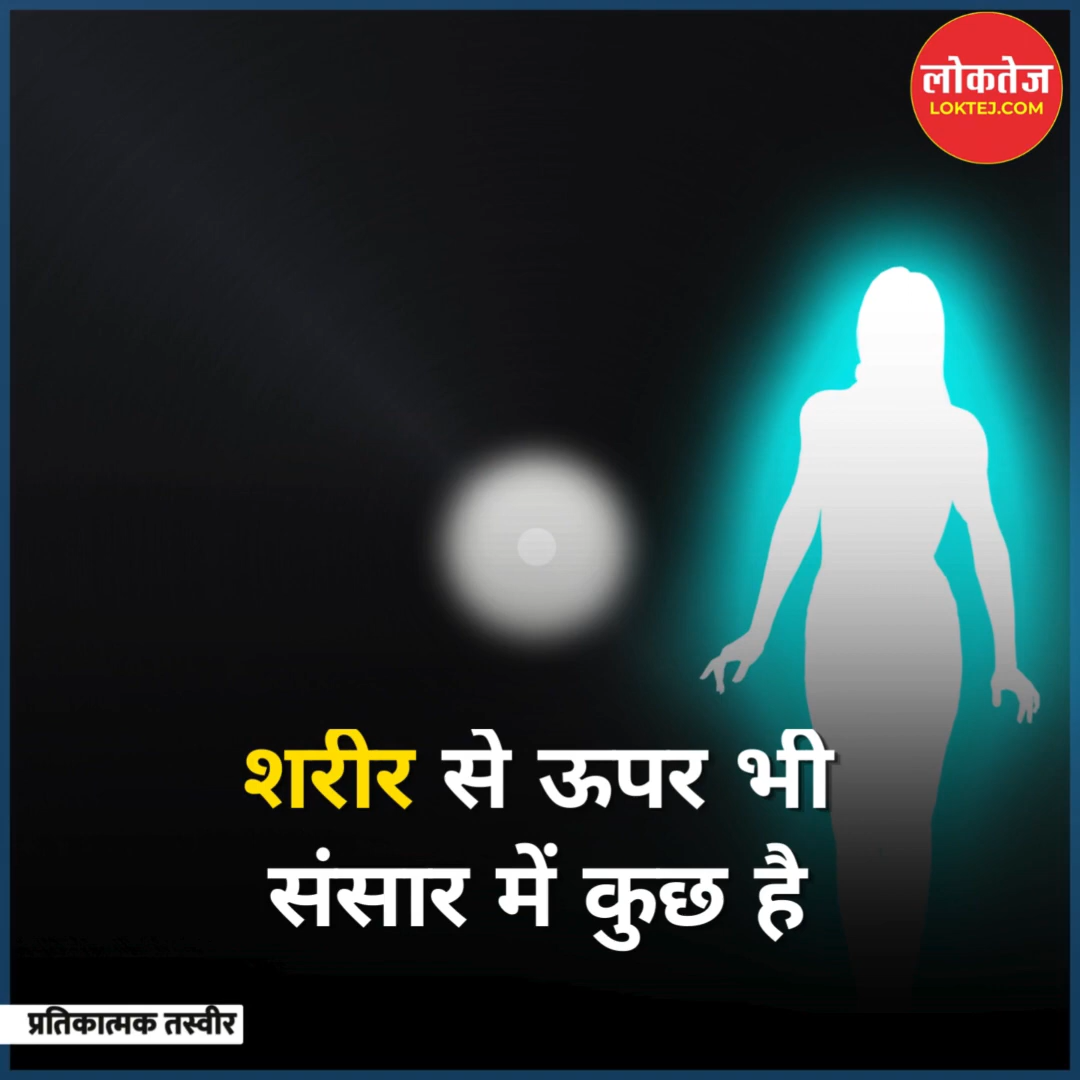 लोकतेज
LOKTEJ.COM
शरीर से ऊपर भी
संसार में कुछ है
प्रतिकात्मक तस्वीर